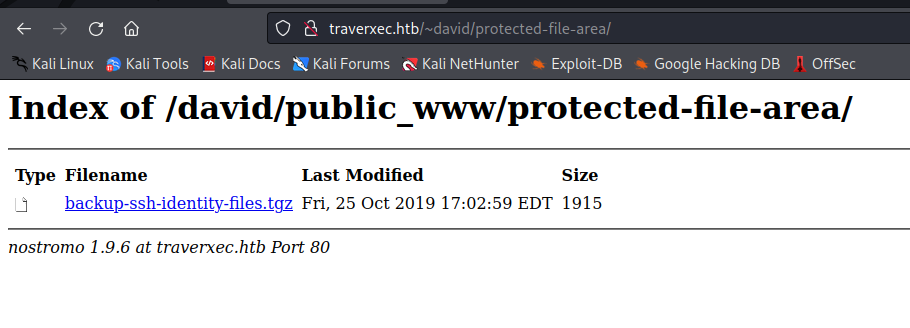 traverxec.htb/~david/protected-file-area/
Kali Linux Kali Tools Kali Docs Kali Forums Kali NetHunter Exploit-DB Google Hacking DB OffSec
Index of /david/public_www/protected-file-area/
Type Filename Last Modified Size
backup-ssh-identity-files.tgz Fri, 25 Oct 2019 17:02:59 EDT 1915
nostromo 1.9.6 at traverxec.htb Port 80